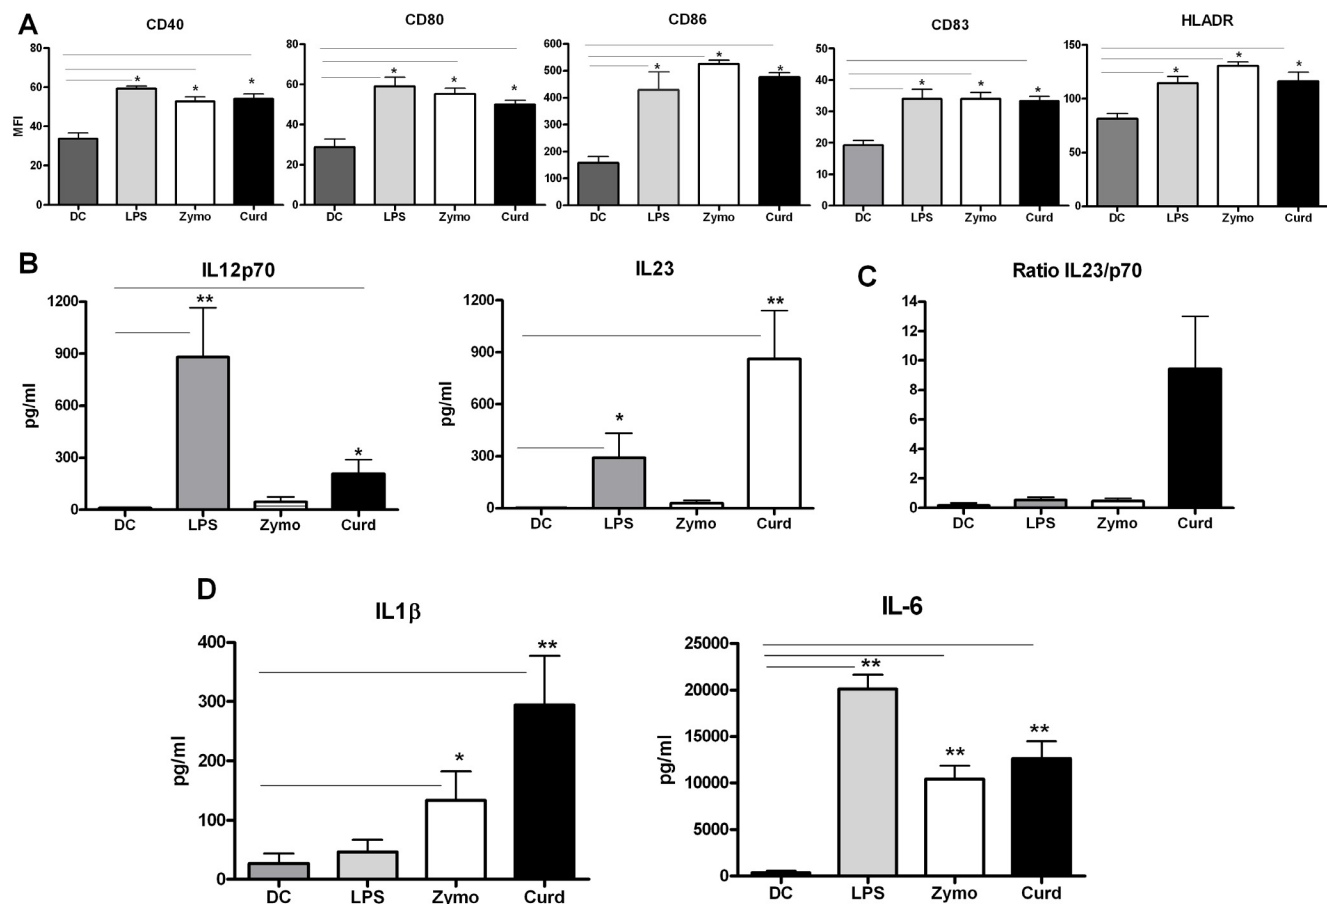 A
CD40
CD80
CD86
CD83
HLADR
MFI
80
60
40
20
0
* * *
DC LPS Zymo Curd
80
60
40
20
0
* * *
DC LPS Zymo Curd
600
500
400
300
200
100
0
* * *
DC LPS Zymo Curd
50
40
30
20
10
0
* * *
DC LPS Zymo Curd
150
100
50
0
* * *
DC LPS Zymo Curd
B
IL12p70
pg/ml
1200
900
600
300
0
** *
DC LPS Zymo Curd
IL23
pg/ml
1200
900
600
300
0
* **
DC LPS Zymo Curd
C
Ratio IL23/p70
14
12
10
8
6
4
2
0
DC LPS Zymo Curd
D
IL1β
pg/ml
400
300
200
100
0
* **
DC LPS Zymo Curd
IL-6
pg/ml
25000
20000
15000
10000
5000
0
** ** **
DC LPS Zymo Curd